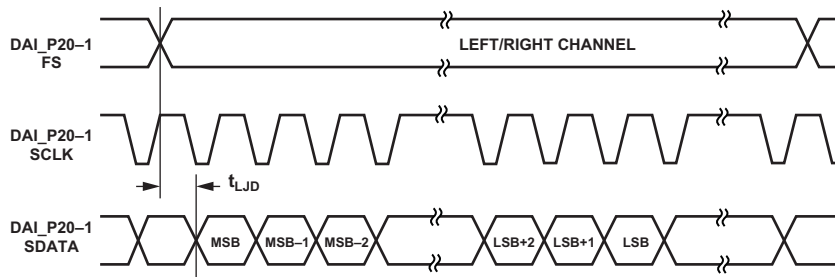 DAI_P20–1
FS
LEFT/RIGHT CHANNEL
DAI_P20–1
SCLK
tLJD
DAI_P20–1
SDATA
MSB
MSB–1
MSB–2
LSB+2
LSB+1
LSB